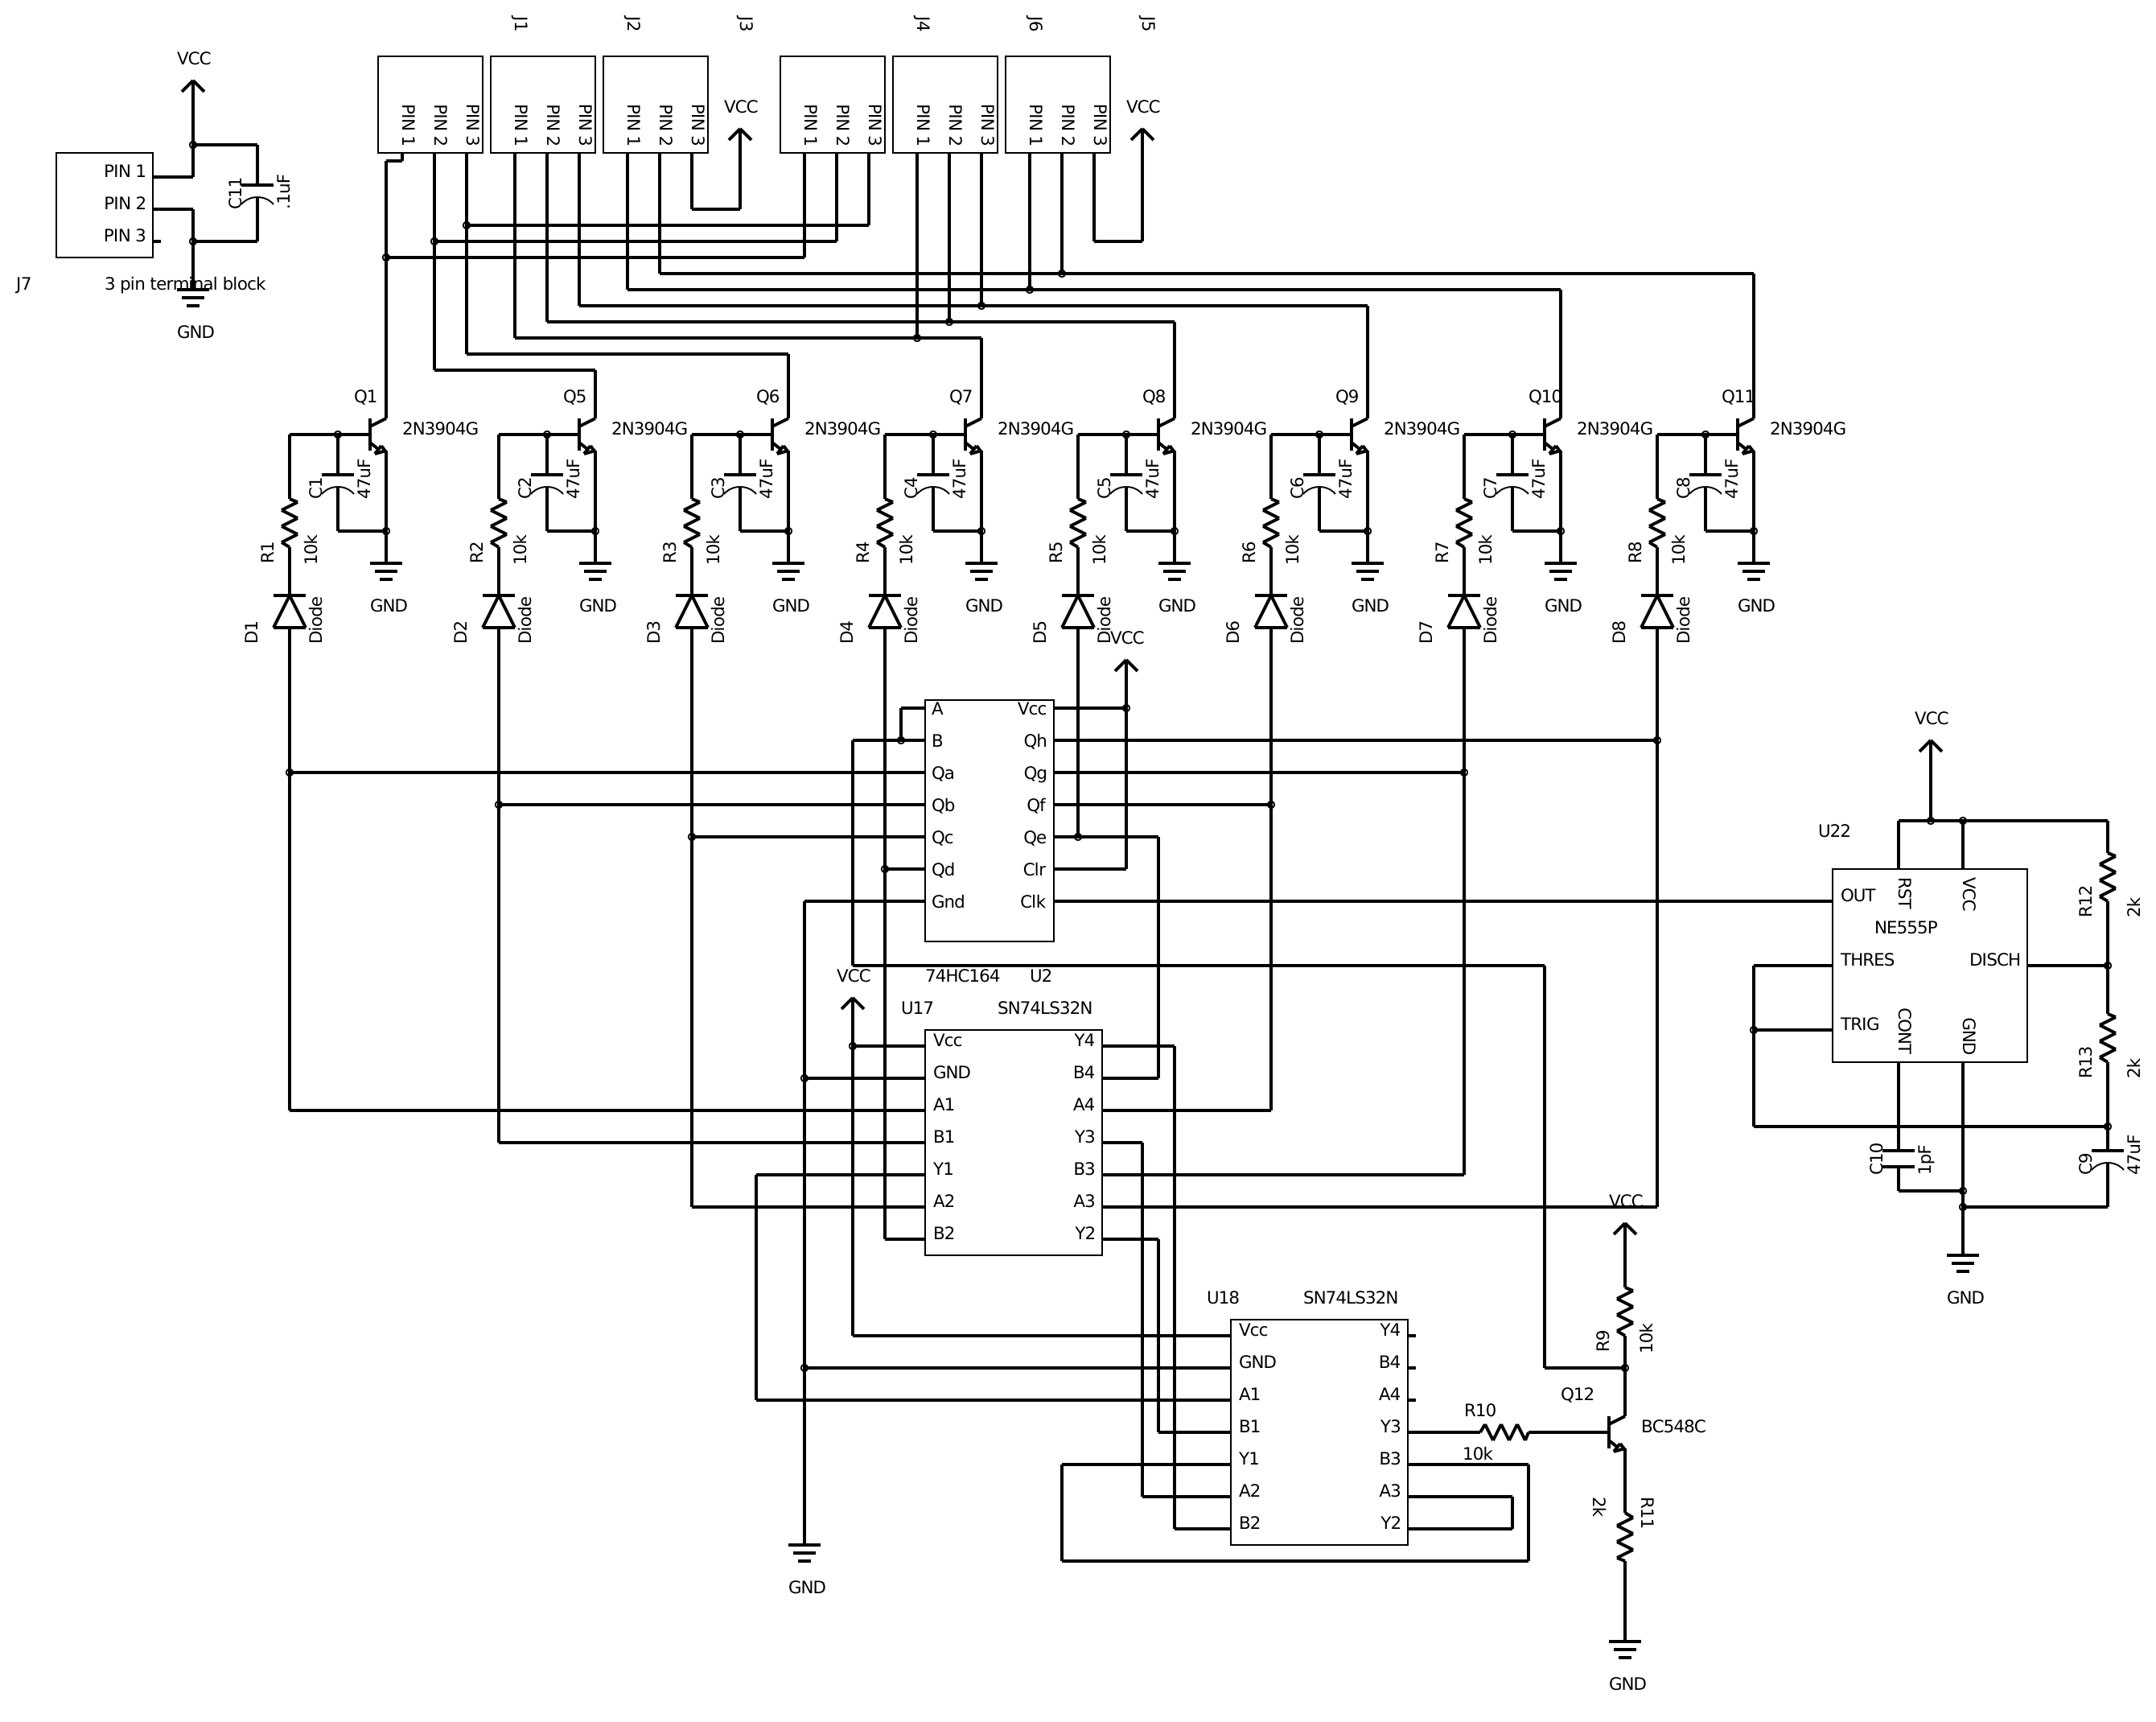 J1 J2 J3 J4 J6 J5
VCC
PIN 1 PIN 2 PIN 3 PIN 1 PIN 2 PIN 3 PIN 1 PIN 2 PIN 3 VCC PIN 1 PIN 2 PIN 3 PIN 1 PIN 2 PIN 3 PIN 1 PIN 2 PIN 3 VCC
PIN 1
PIN 2
PIN 3
C11 .1uF
J7 3 pin terminal block
GND
Q1 Q5 Q6 Q7 Q8 Q9 Q10 Q11
2N3904G 2N3904G 2N3904G 2N3904G 2N3904G 2N3904G 2N3904G 2N3904G
C1 47uF C2 47uF C3 47uF C4 47uF C5 47uF C6 47uF C7 47uF C8 47uF
R1 10k R2 10k R3 10k R4 10k R5 10k R6 10k R7 10k R8 10k
GND GND GND GND GND GND GND GND
D1 Diode D2 Diode D3 Diode D4 Diode D5 Diode D6 Diode D7 Diode D8 Diode
VCC
A Vcc
B Qh
Qa Qg
Qb Qf
Qc Qe
Qd Clr
Gnd Clk
74HC164 U2
VCC
U22
OUT RST VCC
NE555P
THRES DISCH
TRIG CONT GND
R12 2k
R13 2k
C10 1pF
C9 47uF
GND
VCC
U17 SN74LS32N
Vcc Y4
GND B4
A1 A4
B1 Y3
Y1 B3
A2 A3
B2 Y2
VCC
U18 SN74LS32N
Vcc Y4
GND B4
A1 A4
B1 Y3
Y1 B3
A2 A3
B2 Y2
R9 10k
Q12
BC548C
R10
10k
2k R11
GND
GND